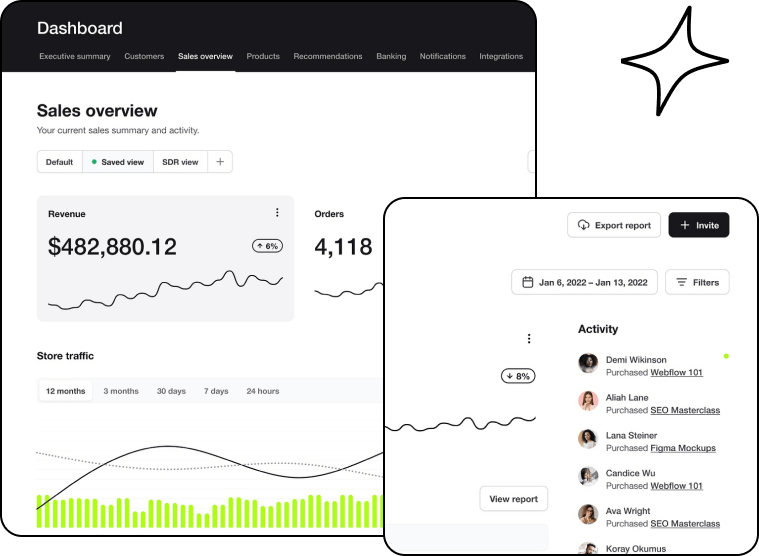 Dashboard
Executive summary Customers Sales overview Products Recommendations Banking Notifications Integrations
Sales overview
Your current sales summary and activity.
Default Saved view SDR view
Revenue
$482,880.12
6%
Orders
4,118
Store traffic
12 months 3 months 30 days 7 days 24 hours
Export report Invite
Jan 6, 2022 – Jan 13, 2022 Filters
8%
View report
Activity
Demi Wikinson
Purchased Webflow 101
Aliah Lane
Purchased SEO Masterclass
Lana Steiner
Purchased Figma Mockups
Candice Wu
Purchased Webflow 101
Ava Wright
Purchased SEO Masterclass
Koray Okumus